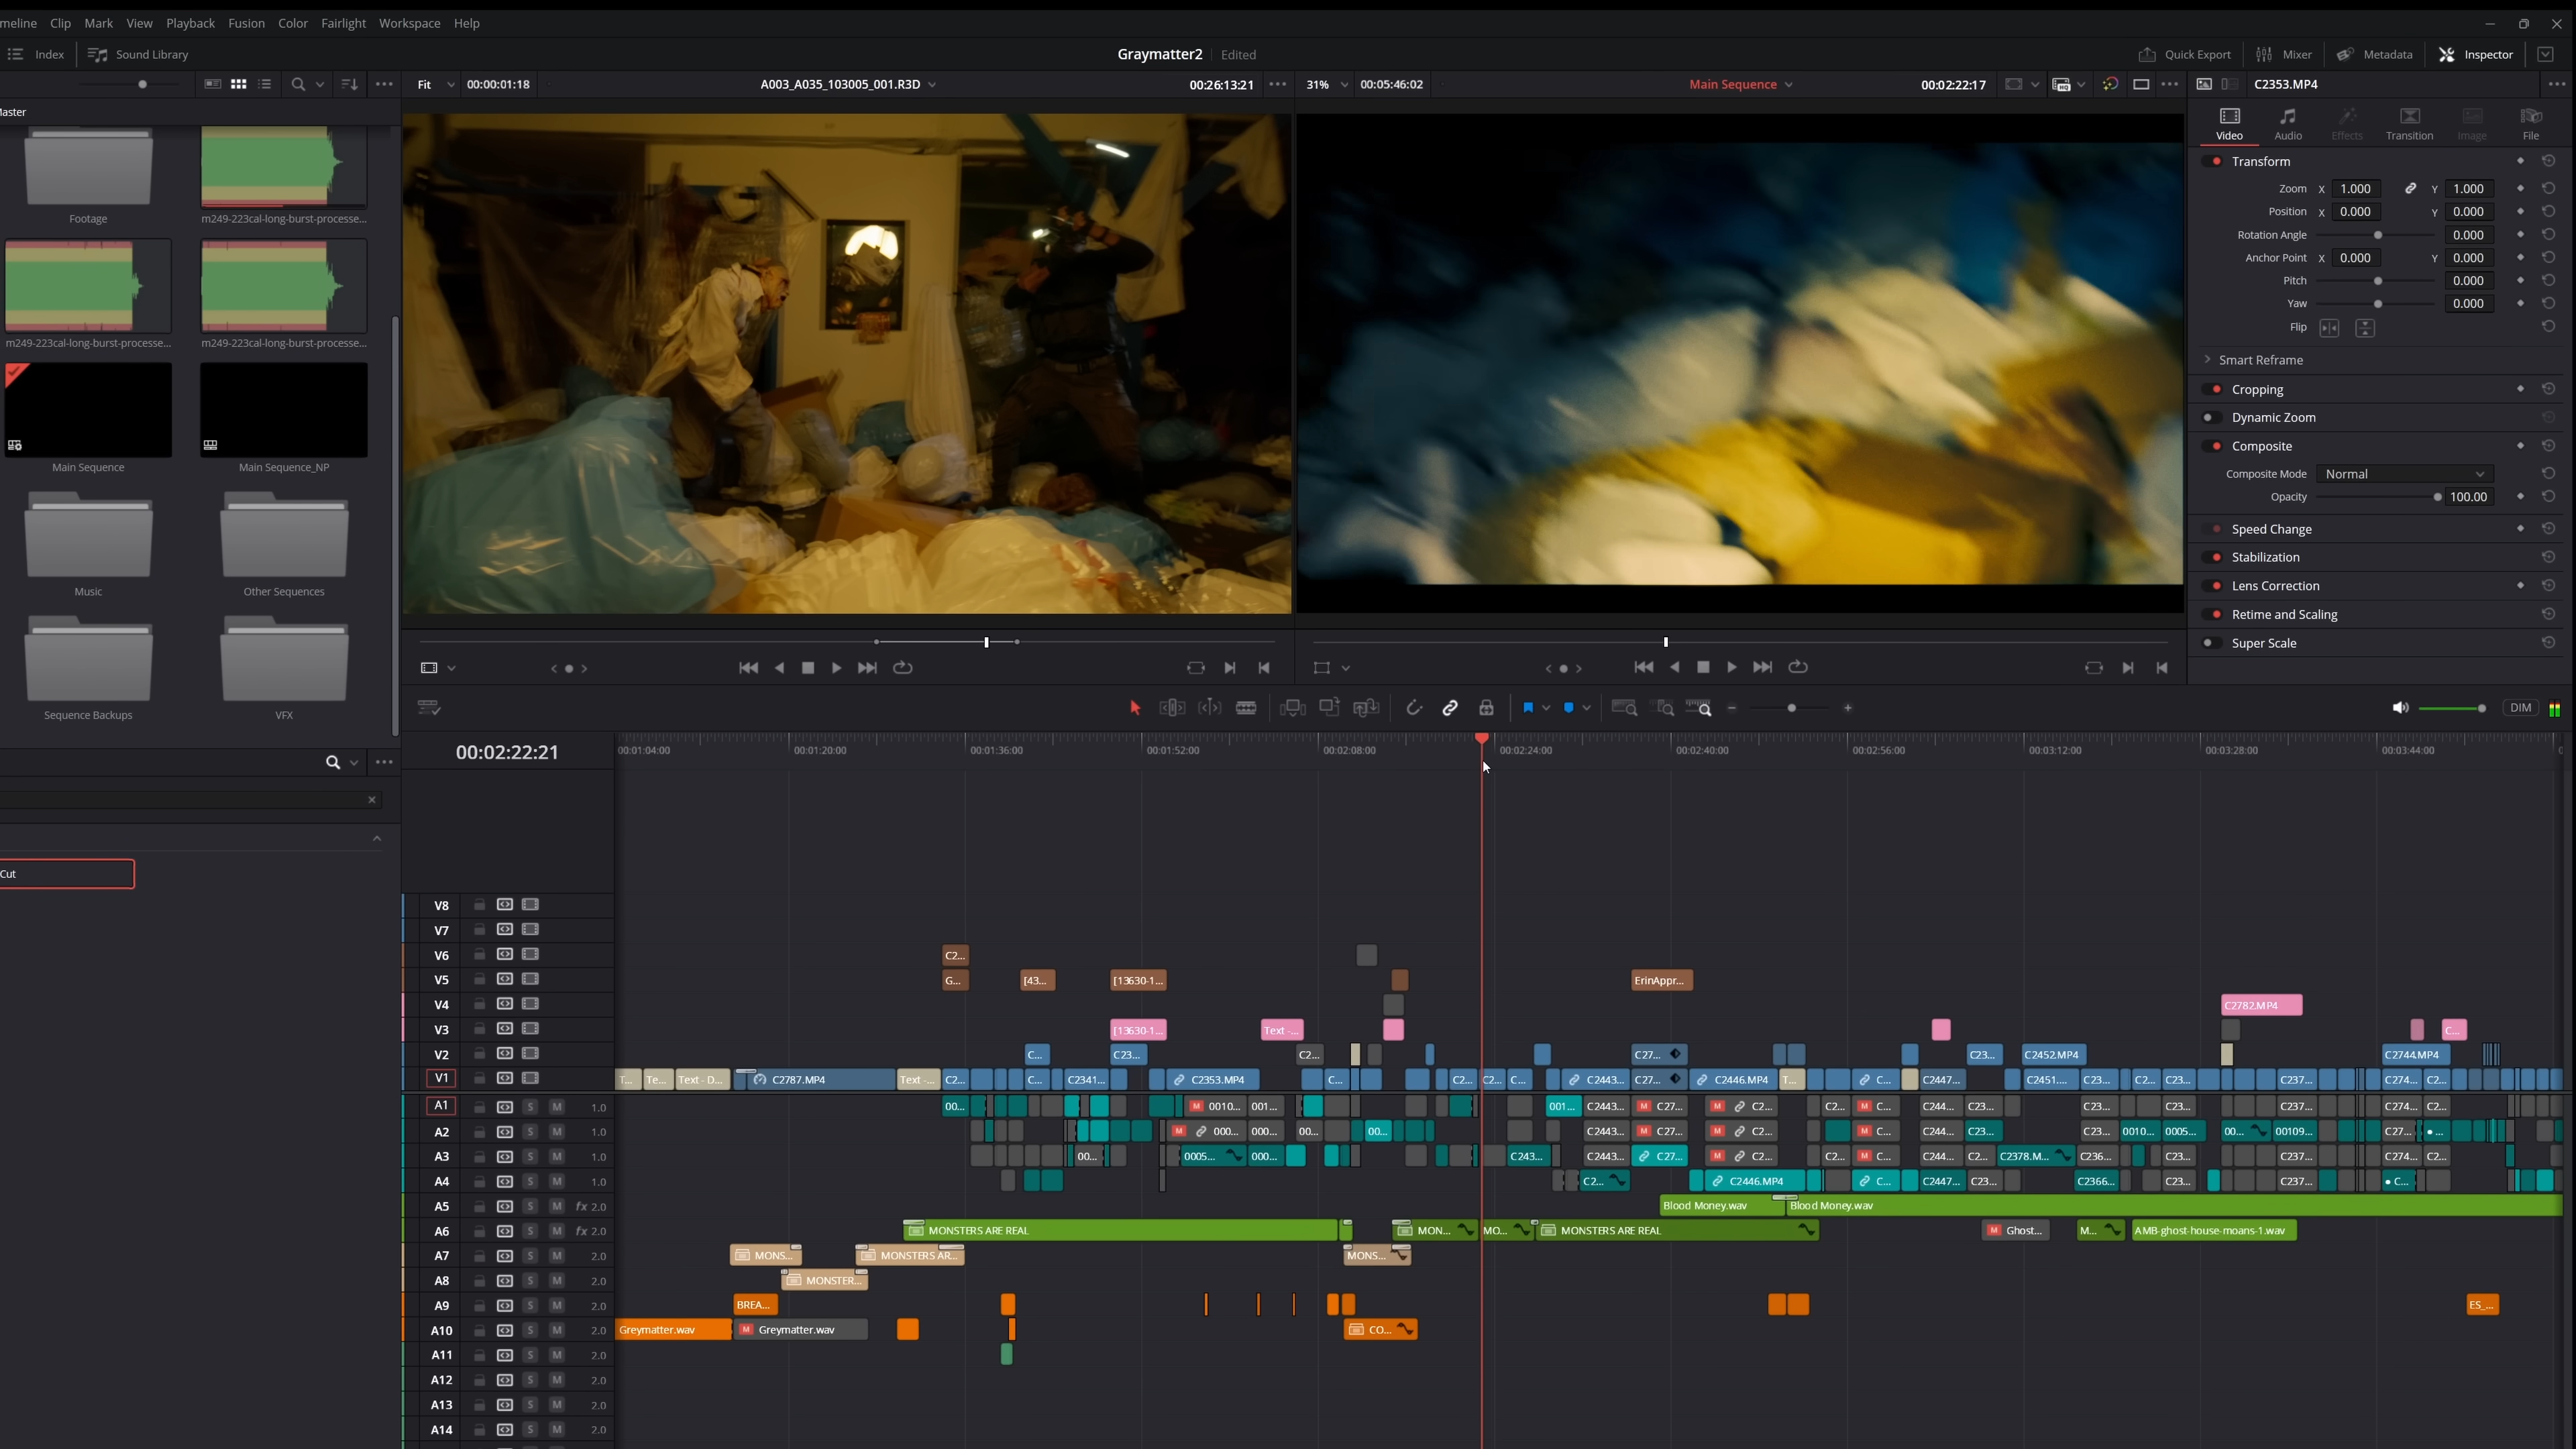 meline Clip Mark View Playback Fusion Color Fairlight Workspace Help
Index Sound Library Graymatter2 Edited Quick Export Mixer Metadata Inspector
Fit 00:00:01:18 A003_A035_103005_001.R3D 00:26:13:21 31% 00:05:46:02 Main Sequence 00:02:22:17 C2353.MP4
laster
Video Audio Effects Transition Image File
Footage m249-223cal-long-burst-processe...
m249-223cal-long-burst-processe... m249-223cal-long-burst-processe...
Main Sequence Main Sequence_NP
Music Other Sequences
Sequence Backups VFX
Transform
Zoom X 1.000 Y 1.000
Position X 0.000 Y 0.000
Rotation Angle 0.000
Anchor Point X 0.000 Y 0.000
Pitch 0.000
Yaw 0.000
Flip
Smart Reframe
Cropping
Dynamic Zoom
Composite
Composite Mode Normal
Opacity 100.00
Speed Change
Stabilization
Lens Correction
Retime and Scaling
Super Scale
DIM
Cut
00:02:22:21 00:01:04:00 00:01:20:00 00:01:36:00 00:01:52:00 00:02:08:00 00:02:24:00 00:02:40:00 00:02:56:00 00:03:12:00 00:03:28:00 00:03:44:00
V8
V7
V6 C2...
V5 G... [43... [13630-1... ErinAppr...
V4 C2782.MP4
V3 [13630-1... Text -... C...
V2 C... C23... C2... C27... C23... C2452.MP4 C2744.MP4
V1 T... Te... Text - D... C2787.MP4 Text -... C2... C... C2341... C2353.MP4 C... C2... C2... C... C2443... C27... C2446.MP4 T... C... C2447... C2451.... C23... C2... C23... C237... C274... C2...
A1 S M 1.0 00... M 0010... 001... 001... C2443... M C27... M C2... C2... M C... C244... C23... C23... C23... C237... C274... C2...
A2 S M 1.0 M 000... 000... 00... 00... C2443... M C27... M C2... M C... C244... C23... C23... 0010... 0005... 00... 00109... C27...
A3 S M 1.0 00... 0005... 000... C243... C2443... C27... M C2... C2... M C... C244... C2... C2378.M... C236... C23... C237... C274... C2...
A4 S M 1.0 C2... C2446.MP4 C... C2447... C23... C2366... C23... C237... C...
A5 S M fx 2.0 Blood Money.wav Blood Money.wav
A6 S M fx 2.0 MONSTERS ARE REAL MON... MO... MONSTERS ARE REAL M Ghost... M... AMB-ghost-house-moans-1.wav
A7 S M 2.0 MONS... MONSTERS AR... MONS...
A8 S M 2.0 MONSTER...
A9 S M 2.0 BREA... ES_...
A10 S M 2.0 Greymatter.wav M Greymatter.wav CO...
A11 S M 2.0
A12 S M 2.0
A13 S M 2.0
A14 S M 2.0